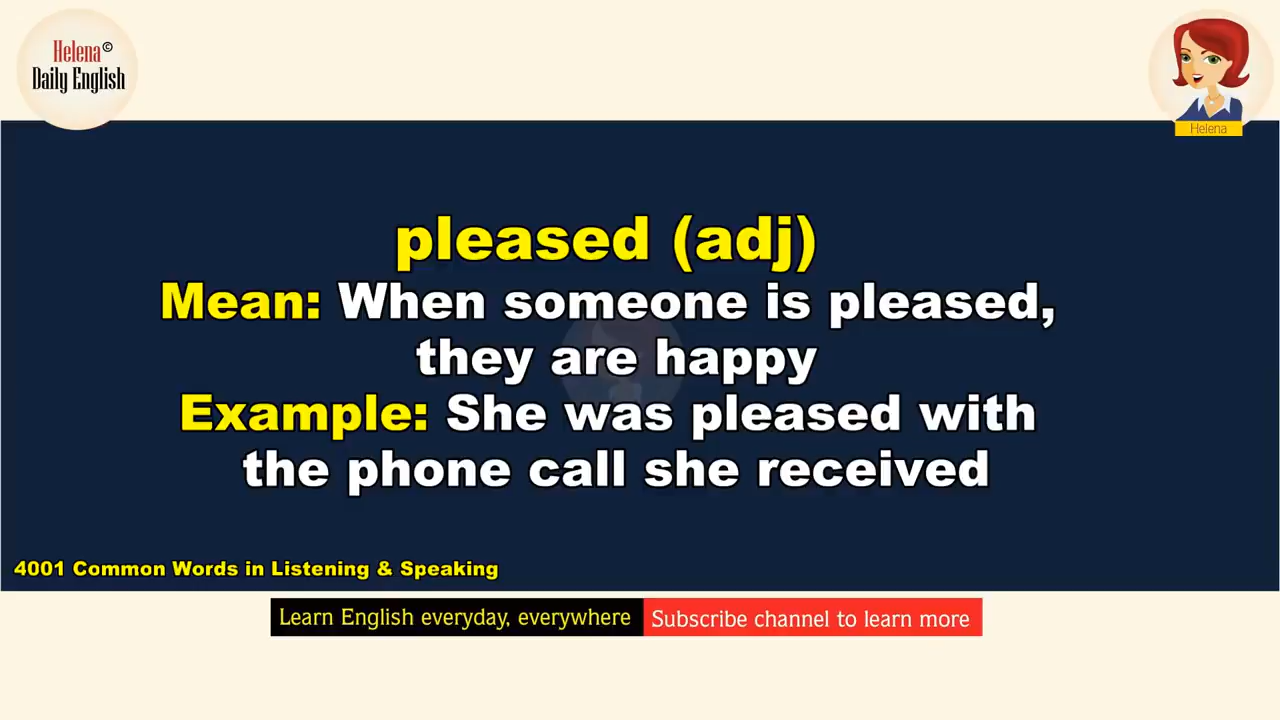 Helena©
Daily English
Helena
pleased (adj)
Mean: When someone is pleased,
they are happy
Example: She was pleased with
the phone call she received
4001 Common Words in Listening & Speaking
Learn English everyday, everywhere
Subscribe channel to learn more